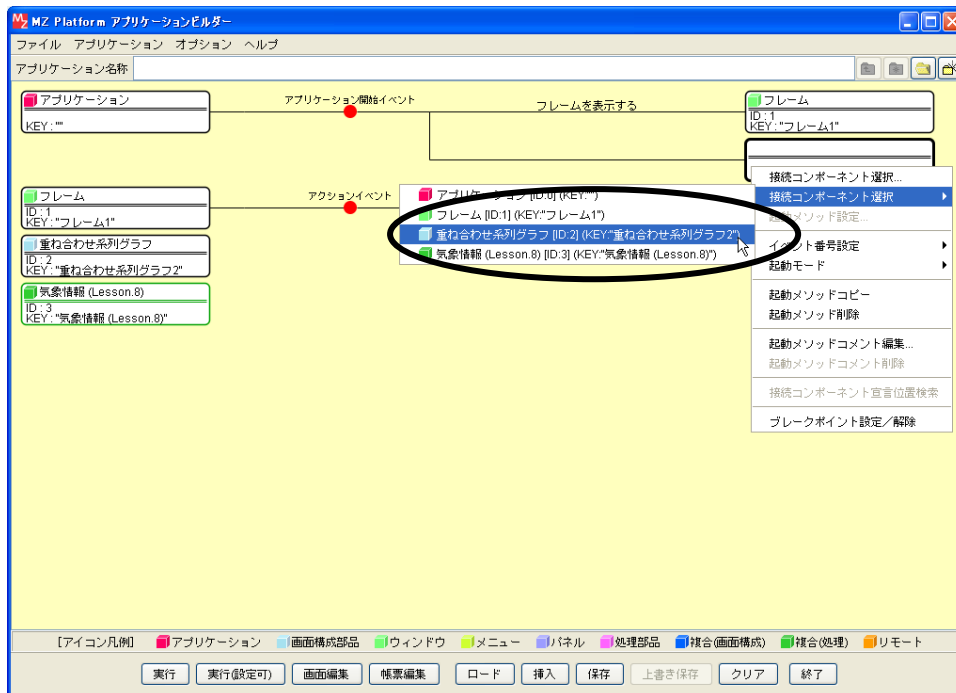 MZ Platform アプリケーションビルダー
ファイル アプリケーション オプション ヘルプ
アプリケーション名称
アプリケーション
KEY:""
アプリケーション開始イベント
フレームを表示する
フレーム
ID:1
KEY:"フレーム1"
フレーム
ID:1
KEY:"フレーム1"
アクションイベント
重ね合わせ系列グラフ
ID:2
KEY:"重ね合わせ系列グラフ2"
気象情報 (Lesson.8)
ID:3
KEY:"気象情報 (Lesson.8)"
アプリケーション [ID:0] (KEY:"")
フレーム [ID:1] (KEY:"フレーム1")
重ね合わせ系列グラフ [ID:2] (KEY:"重ね合わせ系列グラフ2")
気象情報 (Lesson.8) [ID:3] (KEY:"気象情報 (Lesson.8)")
接続コンポーネント選択...
接続コンポーネント選択
起動メソッド設定...
イベント番号設定
起動モード
起動メソッドコピー
起動メソッド削除
起動メソッドコメント編集...
起動メソッドコメント削除
接続コンポーネント宣言位置検索
ブレークポイント設定／解除
[アイコン凡例] アプリケーション 画面構成部品 ウィンドウ メニュー パネル 処理部品 複合(画面構成) 複合(処理) リモート
実行 実行(設定可) 画面編集 帳票編集 ロード 挿入 保存 上書き保存 クリア 終了